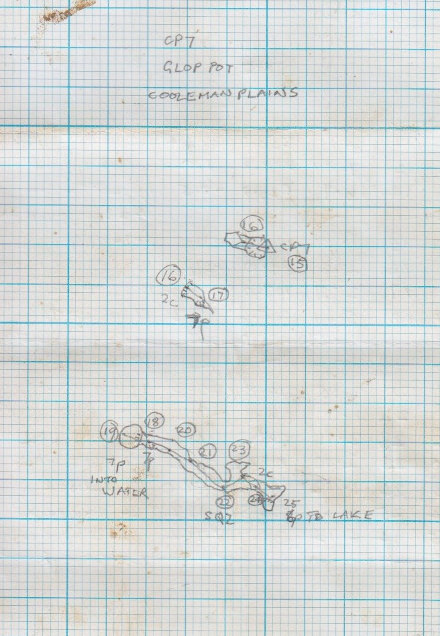 CP7
GLOP POT
COOLEMAN PLAINS
16
CP7
15
16
17
2C
7P
18
19
20
21
23
7P
7P
2C
INTO
WATER
22
24
25
SQZ
6P TO LAKE